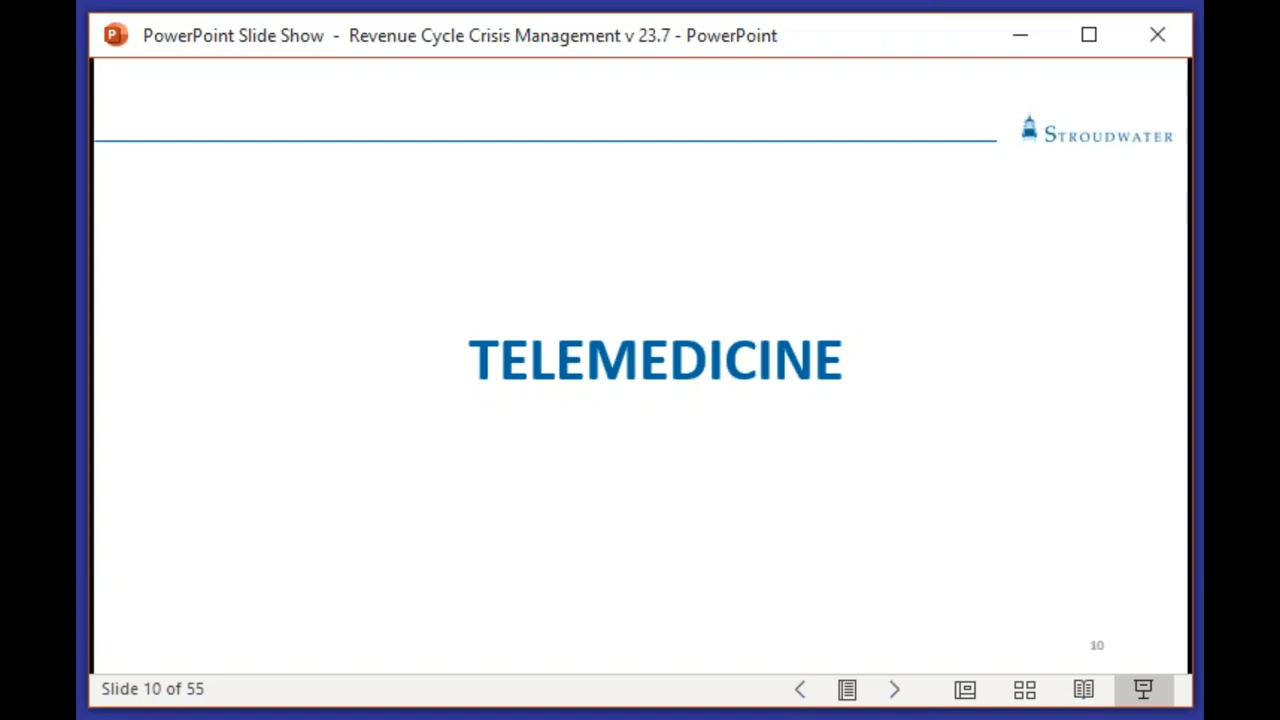 PowerPoint Slide Show - Revenue Cycle Crisis Management v 23.7 - PowerPoint
STROUDWATER
TELEMEDICINE
10
Slide 10 of 55